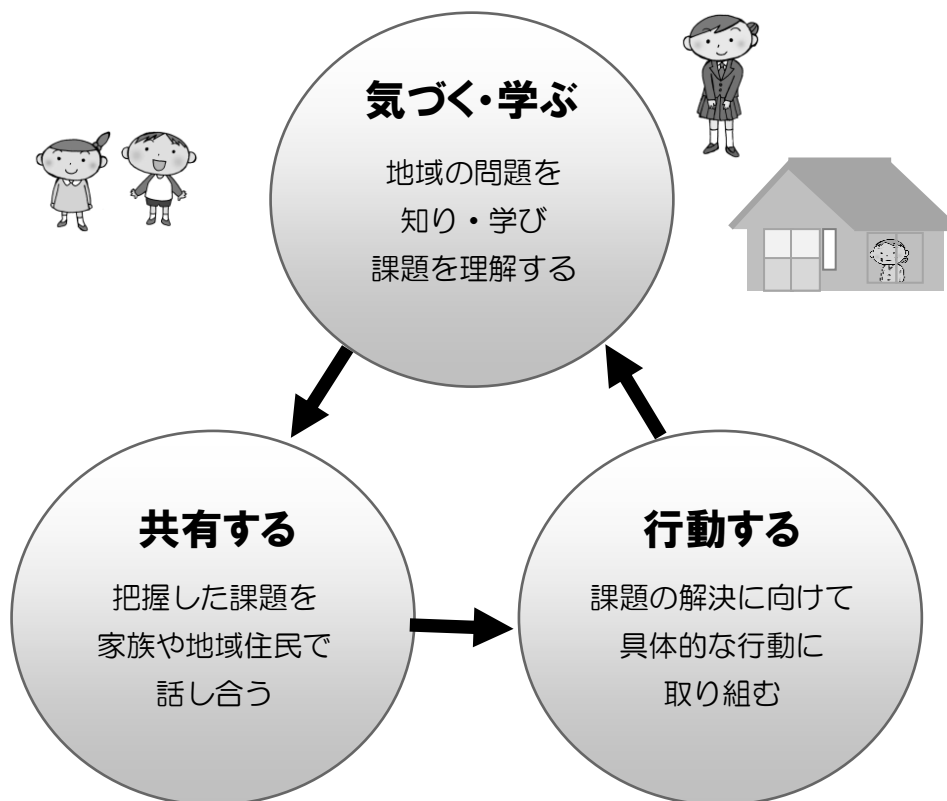 気づく・学ぶ
地域の問題を
知り・学び
課題を理解する
共有する
把握した課題を
家族や地域住民で
話し合う
行動する
課題の解決に向けて
具体的な行動に
取り組む